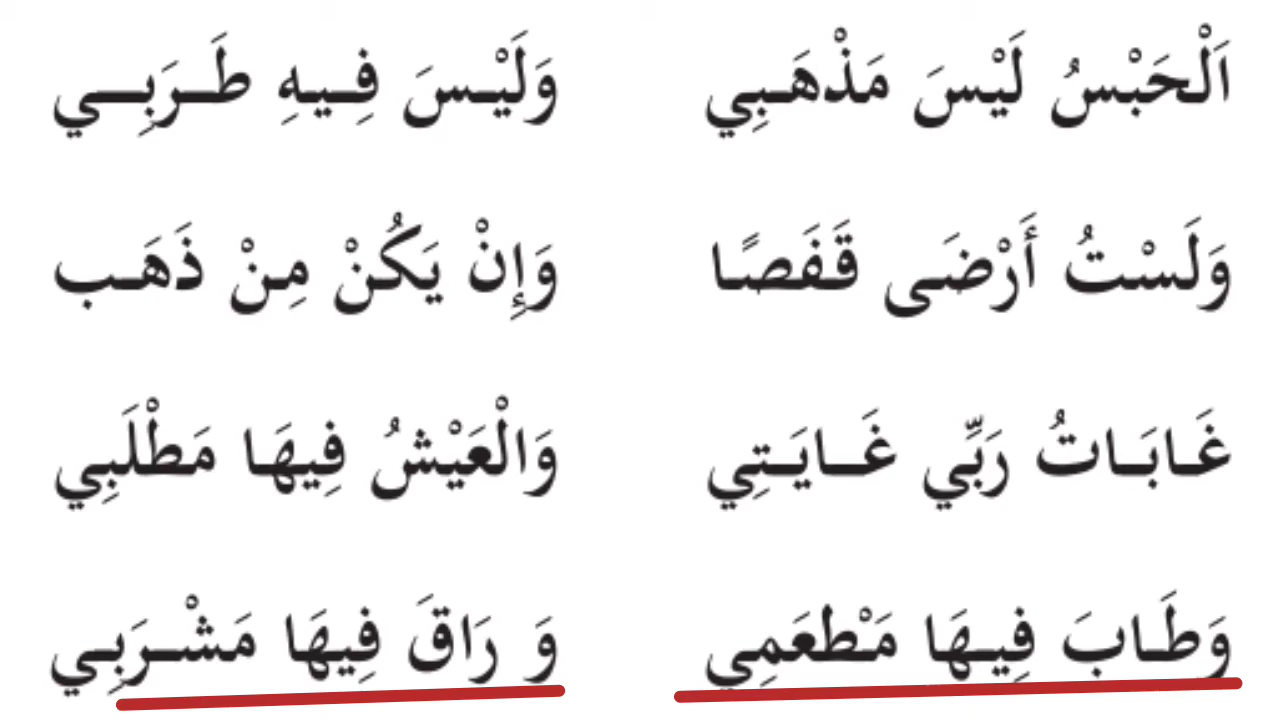 اَلْحَبْسُ لَيْسَ مَذْهَبِي وَلَيْسَ فِيهِ طَرَبِي
وَلَسْتُ أَرْضَى قَفَصًا وَإِنْ يَكُنْ مِنْ ذَهَب
غَابَاتُ رَبِّي غَايَتِي وَالْعَيْشُ فِيهَا مَطْلَبِي
وَطَابَ فِيهَا مَطْعَمِي وَ رَاقَ فِيهَا مَشْرَبِي